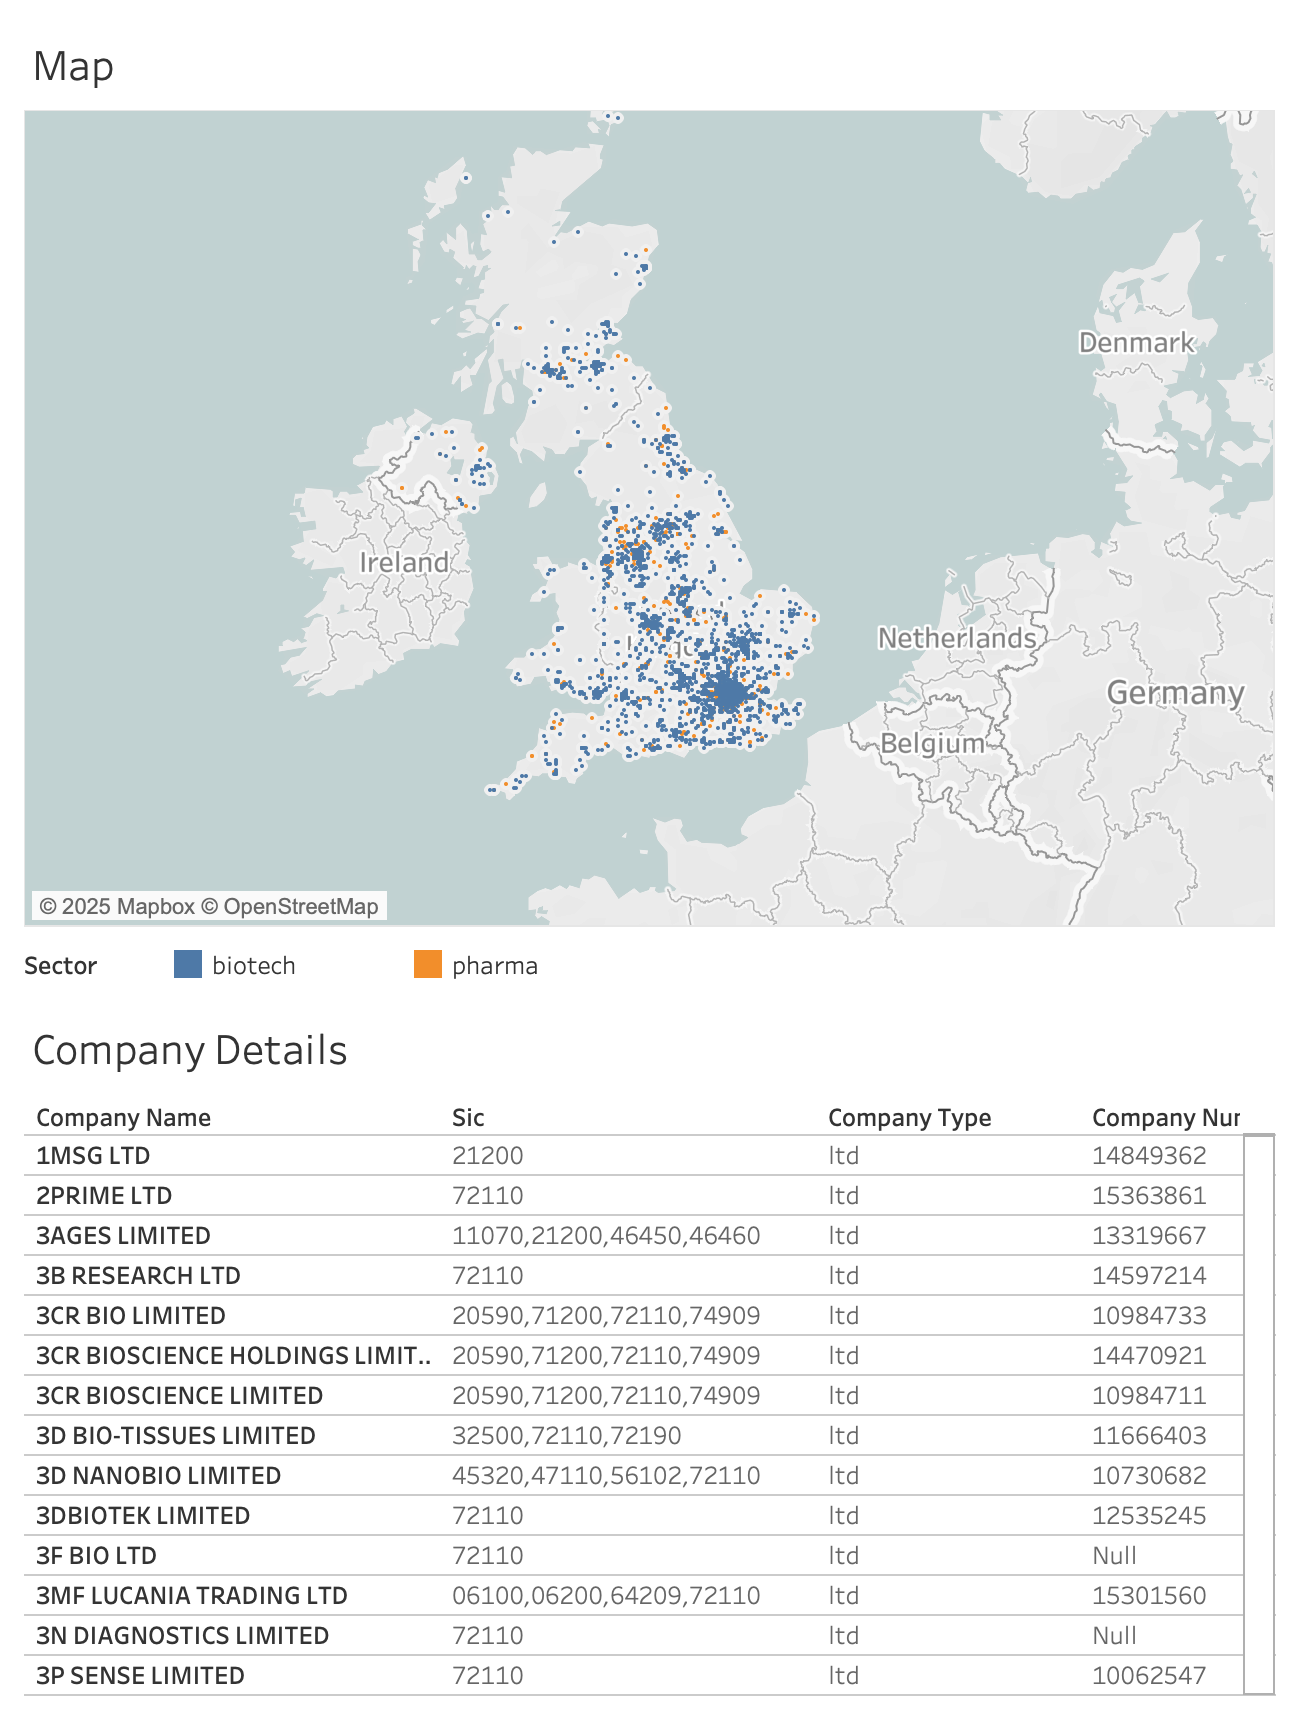 Map
Denmark
Ireland
Netherlands
Germany
Belgium
© 2025 Mapbox © OpenStreetMap
Sector biotech pharma
Company Details
Company Name Sic Company Type Company Nur
1MSG LTD 21200 ltd 14849362
2PRIME LTD 72110 ltd 15363861
3AGES LIMITED 11070,21200,46450,46460 ltd 13319667
3B RESEARCH LTD 72110 ltd 14597214
3CR BIO LIMITED 20590,71200,72110,74909 ltd 10984733
3CR BIOSCIENCE HOLDINGS LIMIT.. 20590,71200,72110,74909 ltd 14470921
3CR BIOSCIENCE LIMITED 20590,71200,72110,74909 ltd 10984711
3D BIO-TISSUES LIMITED 32500,72110,72190 ltd 11666403
3D NANOBIO LIMITED 45320,47110,56102,72110 ltd 10730682
3DBIOTEK LIMITED 72110 ltd 12535245
3F BIO LTD 72110 ltd Null
3MF LUCANIA TRADING LTD 06100,06200,64209,72110 ltd 15301560
3N DIAGNOSTICS LIMITED 72110 ltd Null
3P SENSE LIMITED 72110 ltd 10062547